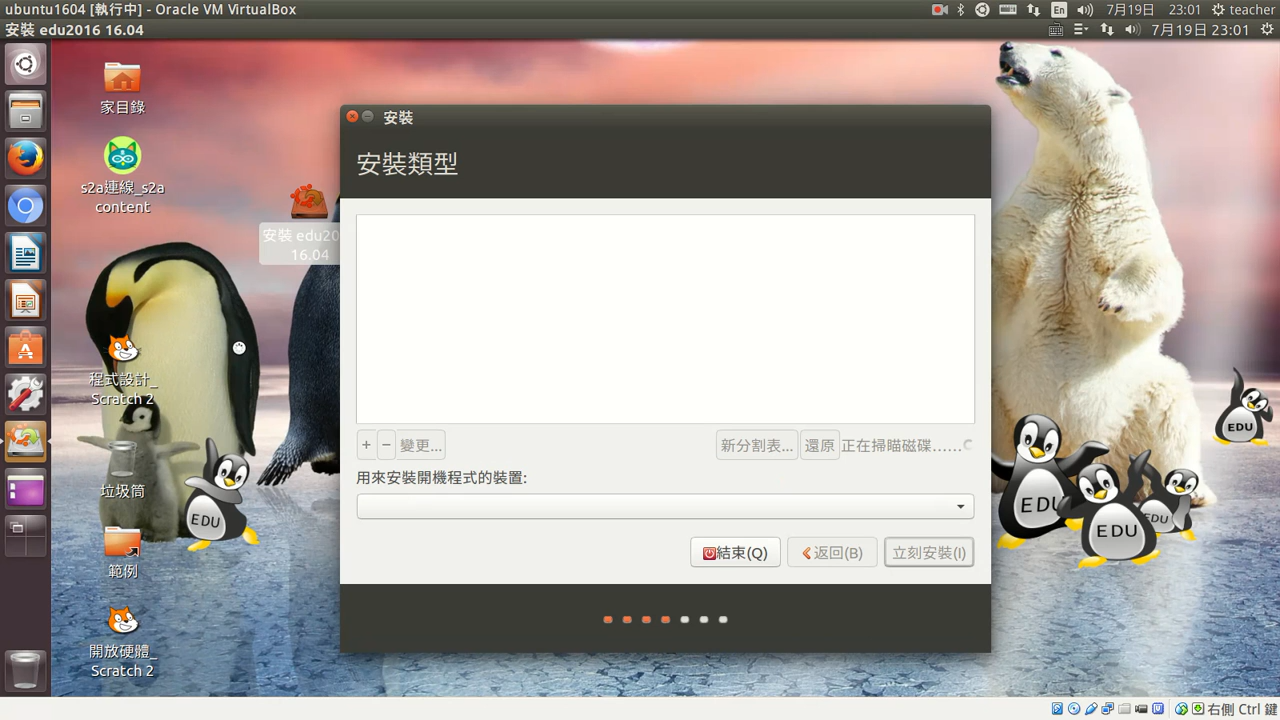 ubuntu1604 [執行中] - Oracle VM VirtualBox
En
7月19日 23:01 teacher
安裝 edu2016 16.04
7月19日 23:01
家目錄
s2a連線_s2a
content
安裝 edu20
16.04
程式設計_
Scratch 2
垃圾筒
範例
開放硬體_
Scratch 2
安裝
安裝類型
+ - 變更...
新分割表... 還原 正在掃瞄磁碟......
用來安裝開機程式的裝置:
結束(Q) 返回(B) 立刻安裝(I)
EDU
EDU
EDU
EDU
EDU
右側 Ctrl 鍵